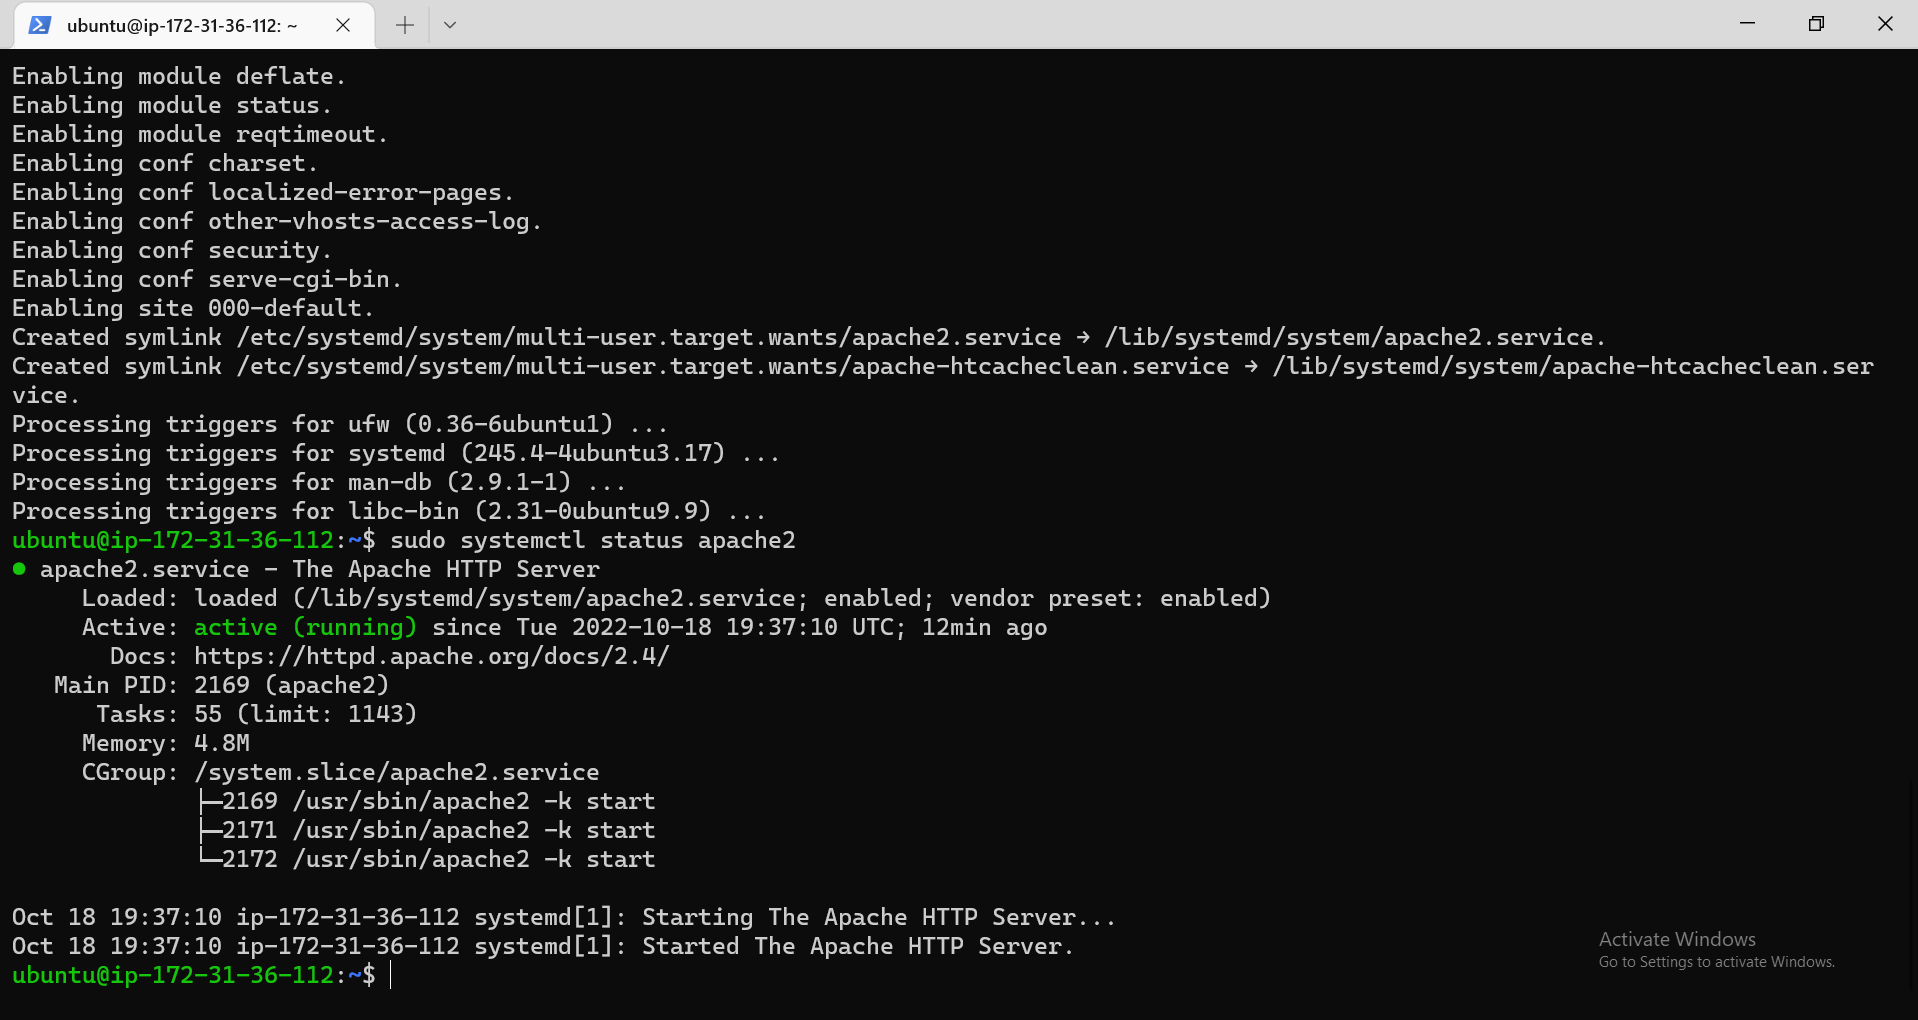 ubuntu@ip-172-31-36-112: ~
Enabling module deflate.
Enabling module status.
Enabling module reqtimeout.
Enabling conf charset.
Enabling conf localized-error-pages.
Enabling conf other-vhosts-access-log.
Enabling conf security.
Enabling conf serve-cgi-bin.
Enabling site 000-default.
Created symlink /etc/systemd/system/multi-user.target.wants/apache2.service → /lib/systemd/system/apache2.service.
Created symlink /etc/systemd/system/multi-user.target.wants/apache-htcacheclean.service → /lib/systemd/system/apache-htcacheclean.ser
vice.
Processing triggers for ufw (0.36-6ubuntu1) ...
Processing triggers for systemd (245.4-4ubuntu3.17) ...
Processing triggers for man-db (2.9.1-1) ...
Processing triggers for libc-bin (2.31-0ubuntu9.9) ...
ubuntu@ip-172-31-36-112:~$ sudo systemctl status apache2
● apache2.service - The Apache HTTP Server
     Loaded: loaded (/lib/systemd/system/apache2.service; enabled; vendor preset: enabled)
     Active: active (running) since Tue 2022-10-18 19:37:10 UTC; 12min ago
       Docs: https://httpd.apache.org/docs/2.4/
   Main PID: 2169 (apache2)
      Tasks: 55 (limit: 1143)
     Memory: 4.8M
     CGroup: /system.slice/apache2.service
             ├─2169 /usr/sbin/apache2 -k start
             ├─2171 /usr/sbin/apache2 -k start
             └─2172 /usr/sbin/apache2 -k start
Oct 18 19:37:10 ip-172-31-36-112 systemd[1]: Starting The Apache HTTP Server...
Oct 18 19:37:10 ip-172-31-36-112 systemd[1]: Started The Apache HTTP Server.
ubuntu@ip-172-31-36-112:~$
Activate Windows
Go to Settings to activate Windows.